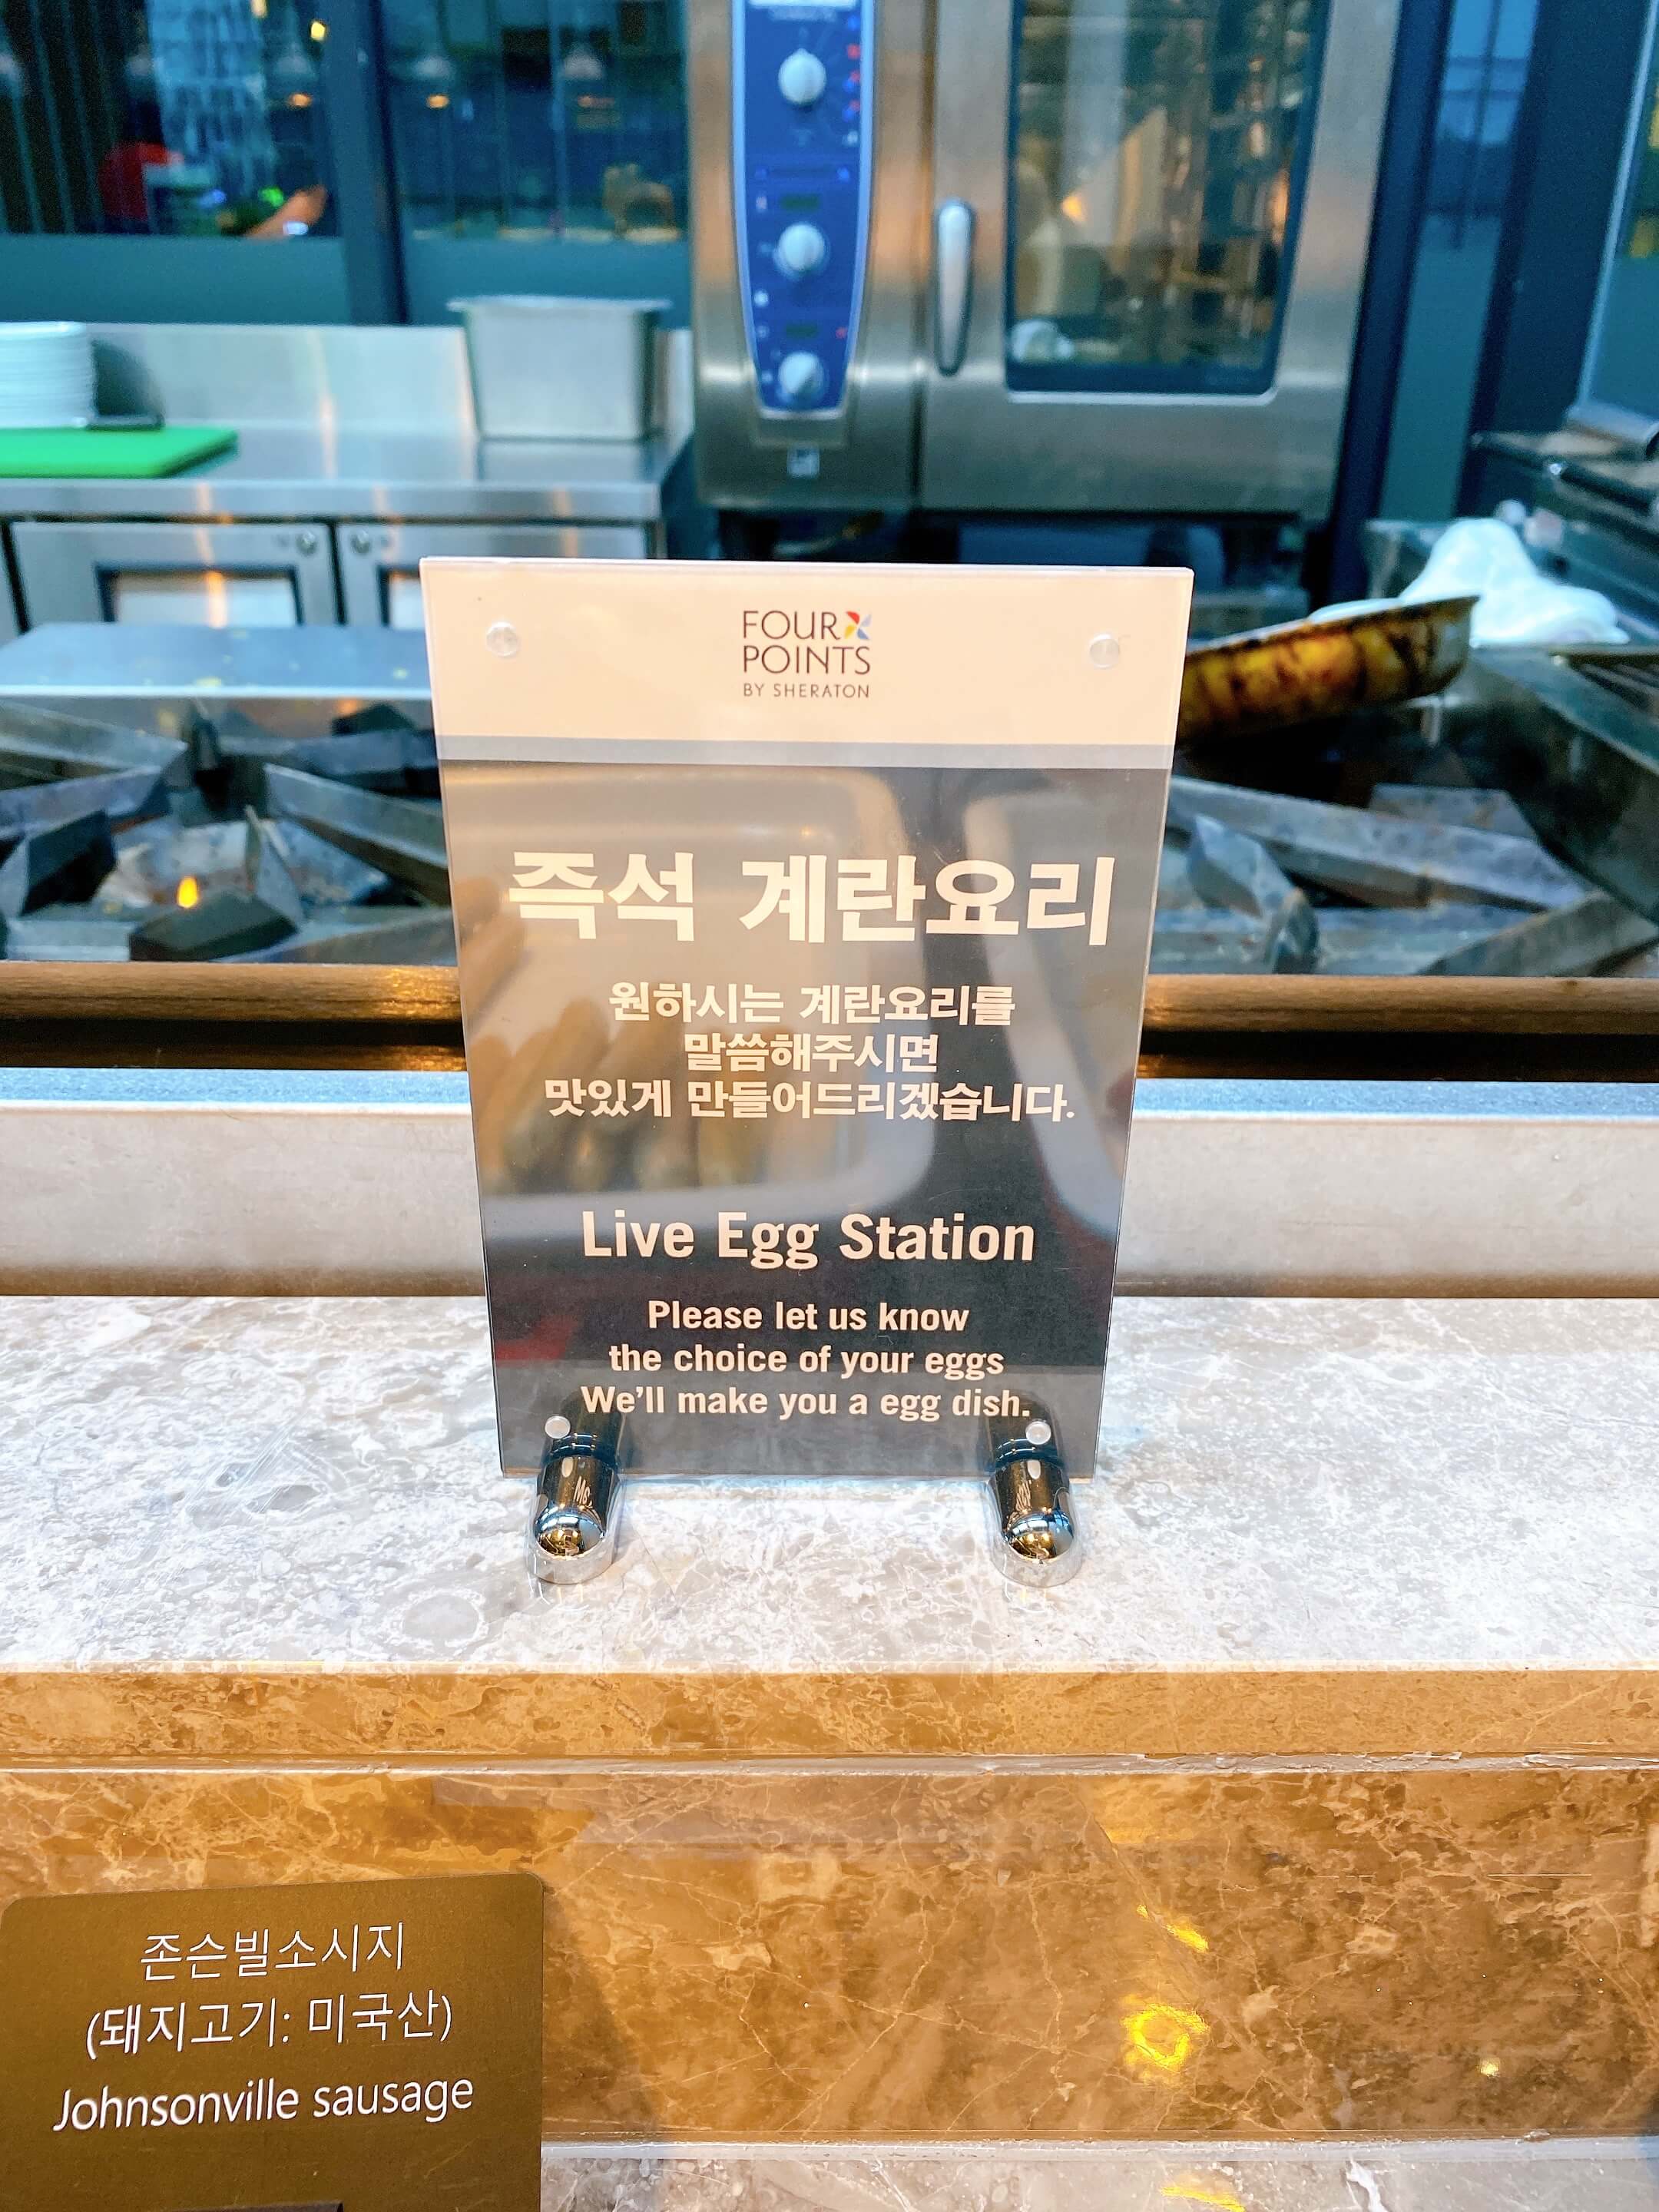 FOUR
POINTS
BY SHERATON
즉석 계란요리
원하시는 계란요리를
말씀해주시면
맛있게 만들어드리겠습니다.
Live Egg Station
Please let us know
the choice of your eggs
We'll make you a egg dish.
존슨빌소시지
(돼지고기: 미국산)
Johnsonville sausage